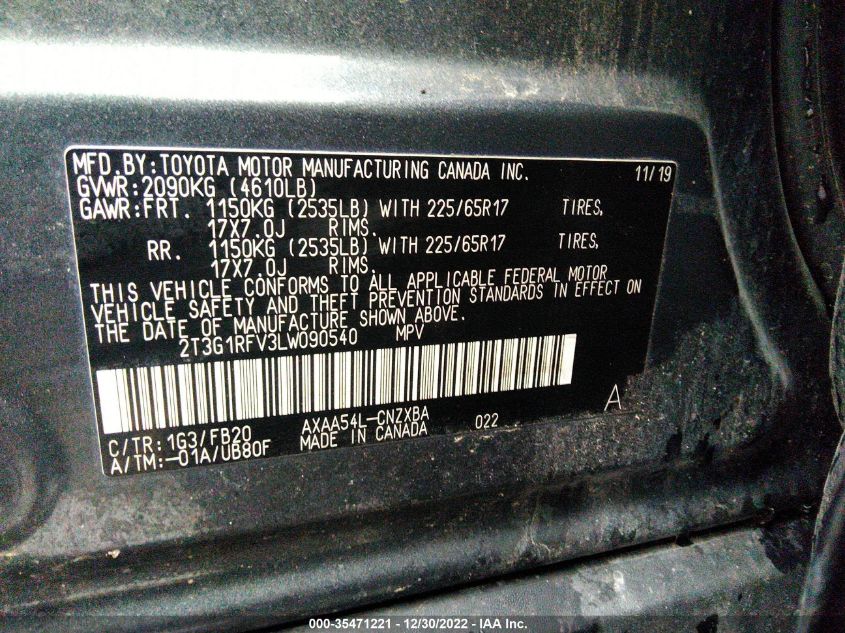 MFD. BY: TOYOTA MOTOR MANUFACTURING CANADA INC. 11/19
GVWR: 2090KG (4610LB)
GAWR: FRT. 1150KG (2535LB) WITH 225/65R17 TIRES,
17X7.0J RIMS.
RR. 1150KG (2535LB) WITH 225/65R17 TIRES,
17X7.0J RIMS.
THIS VEHICLE CONFORMS TO ALL APPLICABLE FEDERAL MOTOR
VEHICLE SAFETY AND THEFT PREVENTION STANDARDS IN EFFECT ON
THE DATE OF MANUFACTURE SHOWN ABOVE.
2T3G1RFV3LW090540 MPV
A
C/TR: 1G3/FB20 AXAA54L-CNZXBA 022
A/TM: -01A/UB80F MADE IN CANADA
000-35471221 - 12/30/2022 - IAA Inc.